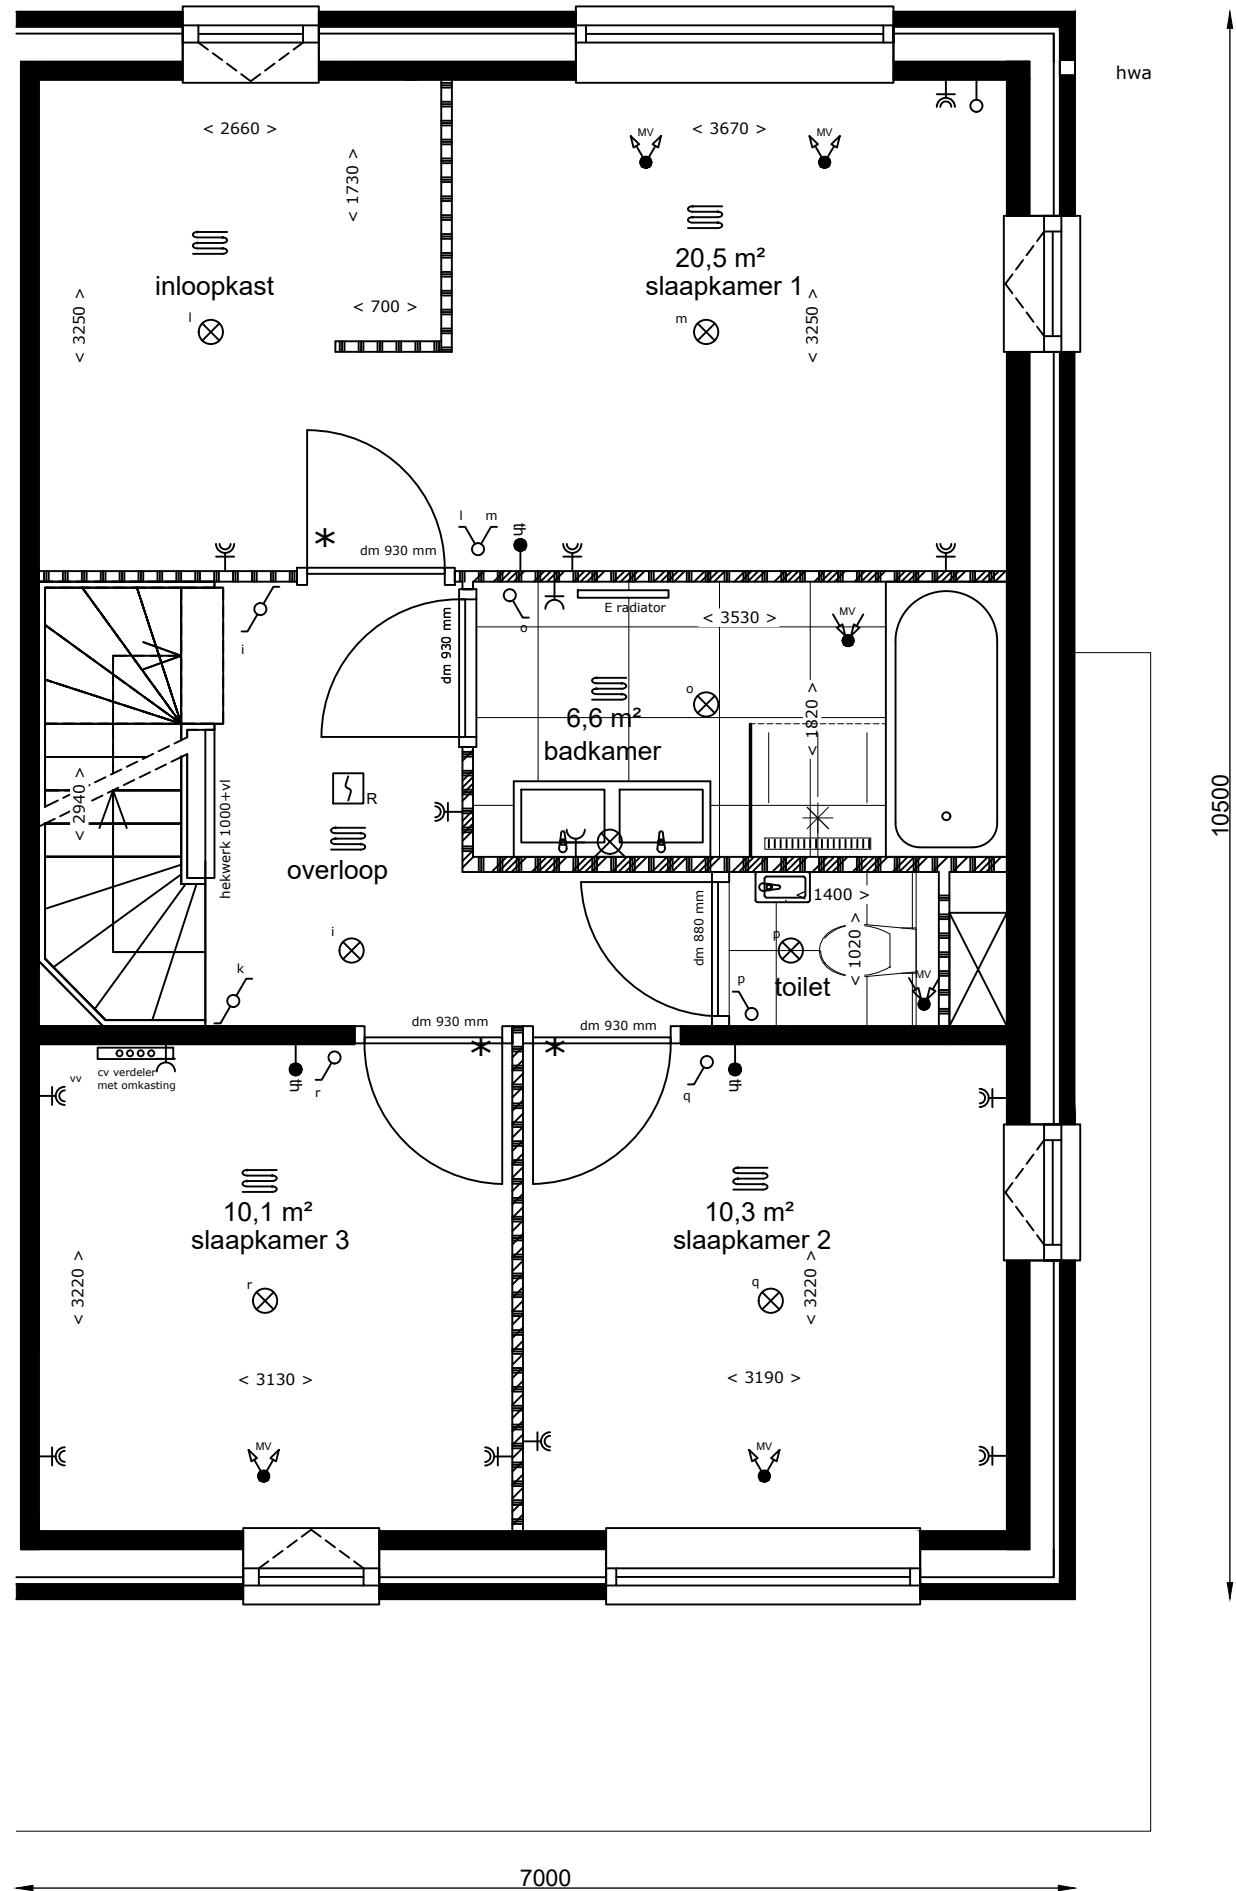 hwa
< 2660 >
MV
< 3670 >
MV
< 1730 >
20,5 m²
slaapkamer 1
inloopkast
< 700 >
< 3250 >
l
m
< 3250 >
l m
th
dm 930 mm
dm 930 mm
o
E radiator
< 3530 >
MV
i
o
6,6 m²
badkamer
< 1820 >
< 2940 >
hekwerk 1000+vl
R
overloop
10500
< 1400 >
dm 880 mm
i
p
< 1020 >
k
toilet
MV
p
dm 930 mm
dm 930 mm
vv
cv verdeler
met omkasting
th
r
q
th
10,1 m²
slaapkamer 3
10,3 m²
slaapkamer 2
< 3220 >
r
q
< 3220 >
< 3130 >
< 3190 >
MV
MV
7000